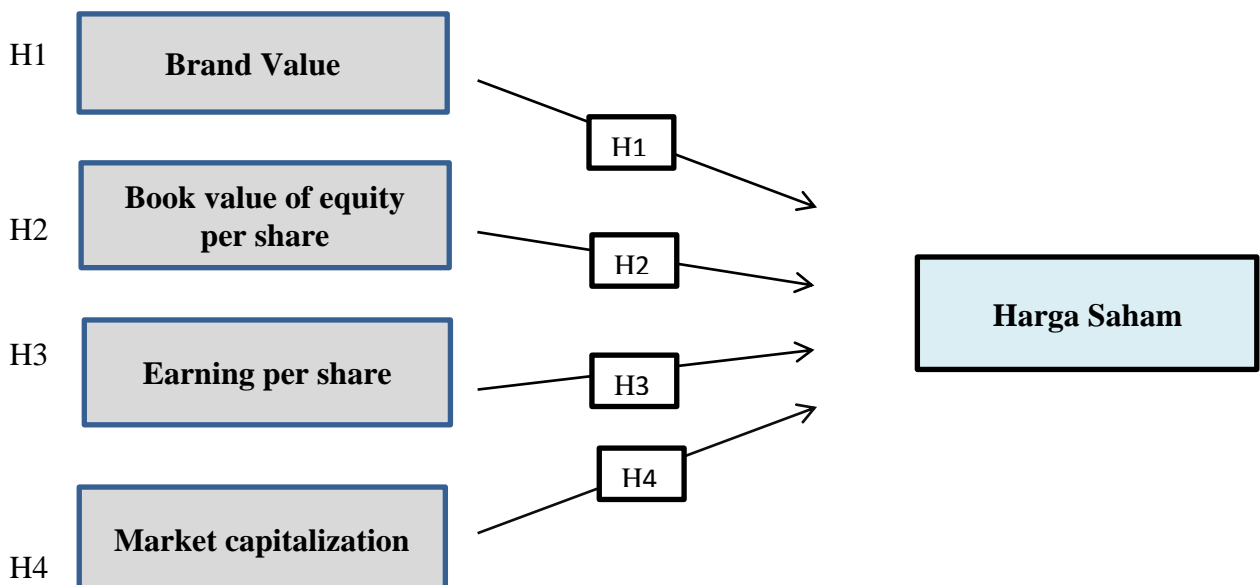 H1
Brand Value
H1
H2
Book value of equity
per share
H2
Harga Saham
H3
Earning per share
H3
H4
Market capitalization
H4